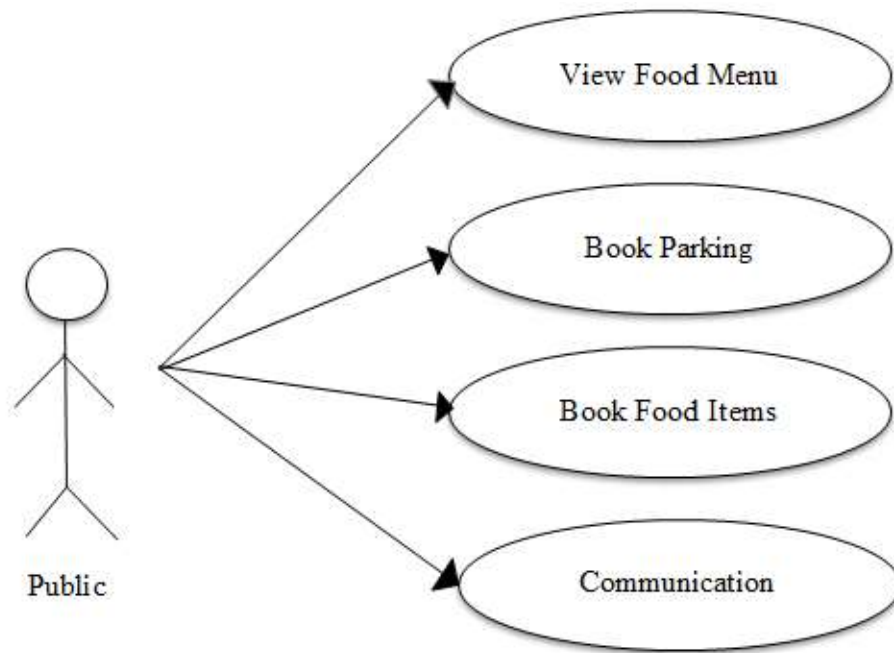 View Food Menu
Book Parking
Book Food Items
Communication
Public